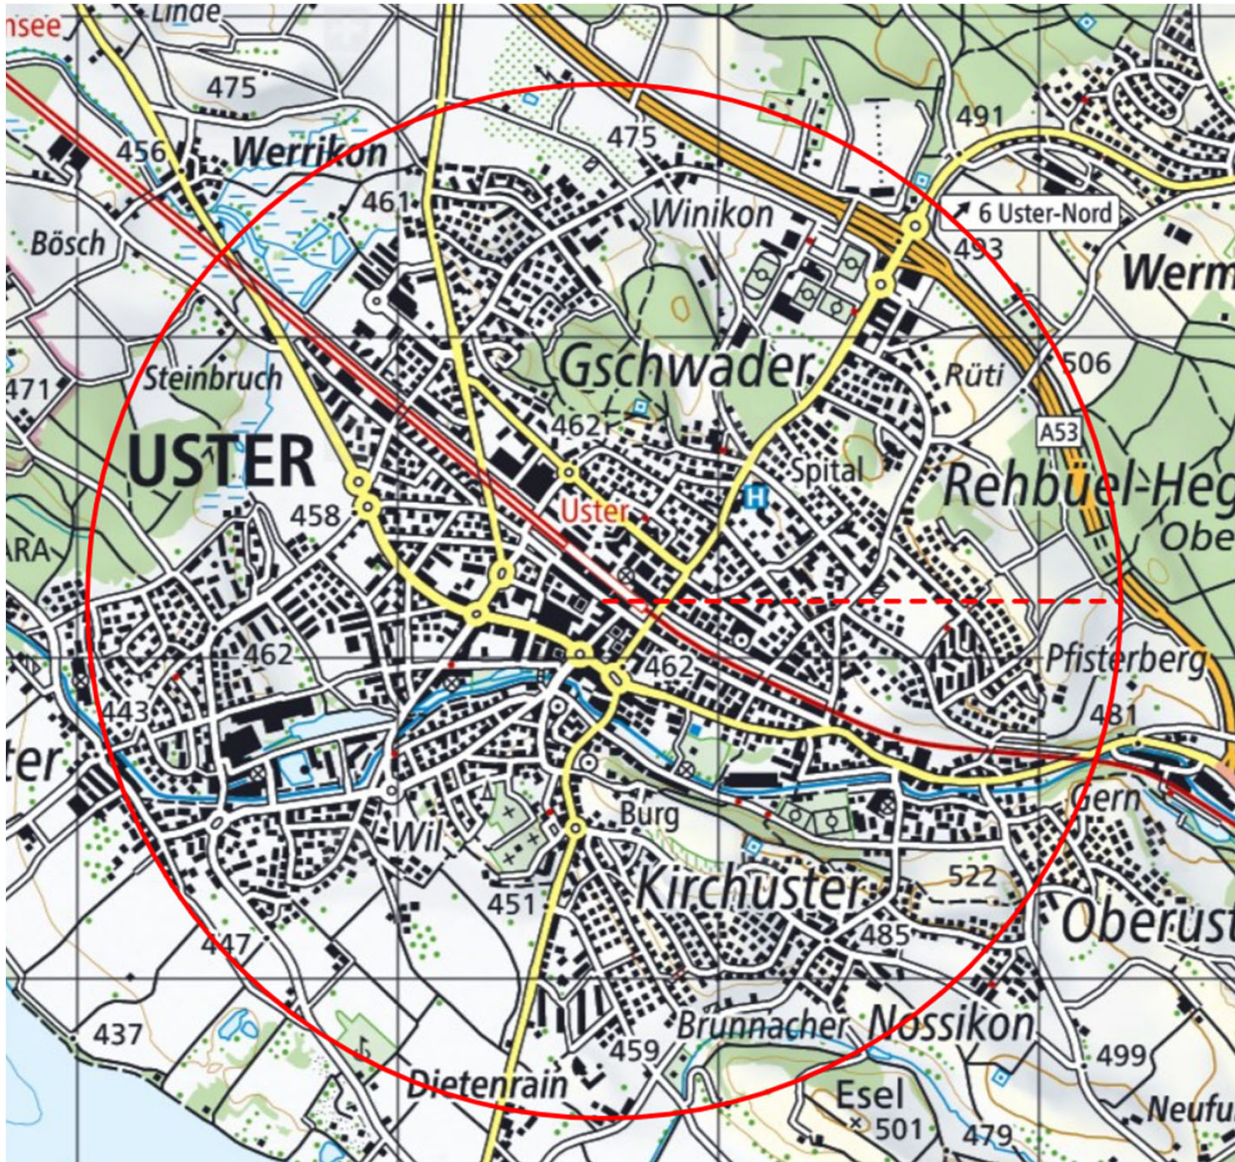 nsee
Linde
475
456
Werrikon
475
491
461
Winikon
6 Uster-Nord
Bösch
493
Werm
Gschwader
506
471
Steinbruch
Rüti
462
A53
USTER
Spital
H
Rehbüel-Heg
458
Uster
Obe
ARA
462
462
Pfisterberg
443
481
ter
Gern
Wil
Burg
Kirchuster
522
451
Oberust
447
485
437
Brunnacher
Nossikon
459
499
Dietenrain
Esel
501
479
Neufu